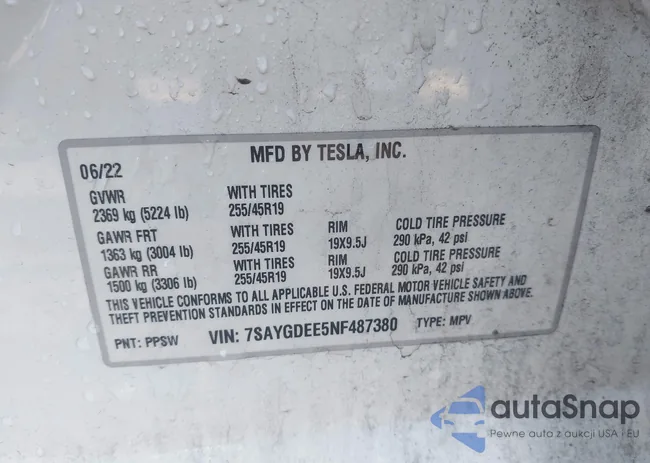 MFD BY TESLA, INC.
06/22
GVWR WITH TIRES
2369 kg (5224 lb) 255/45R19
GAWR FRT WITH TIRES RIM COLD TIRE PRESSURE
1363 kg (3004 lb) 255/45R19 19X9.5J 290 kPa, 42 psi
GAWR RR WITH TIRES RIM COLD TIRE PRESSURE
1500 kg (3306 lb) 255/45R19 19X9.5J 290 kPa, 42 psi
THIS VEHICLE CONFORMS TO ALL APPLICABLE U.S. FEDERAL MOTOR VEHICLE SAFETY AND
THEFT PREVENTION STANDARDS IN EFFECT ON THE DATE OF MANUFACTURE SHOWN ABOVE.
PNT: PPSW VIN: 7SAYGDEE5NF487380 TYPE: MPV
autaSnap
Pewne auta z aukcji USA i EU